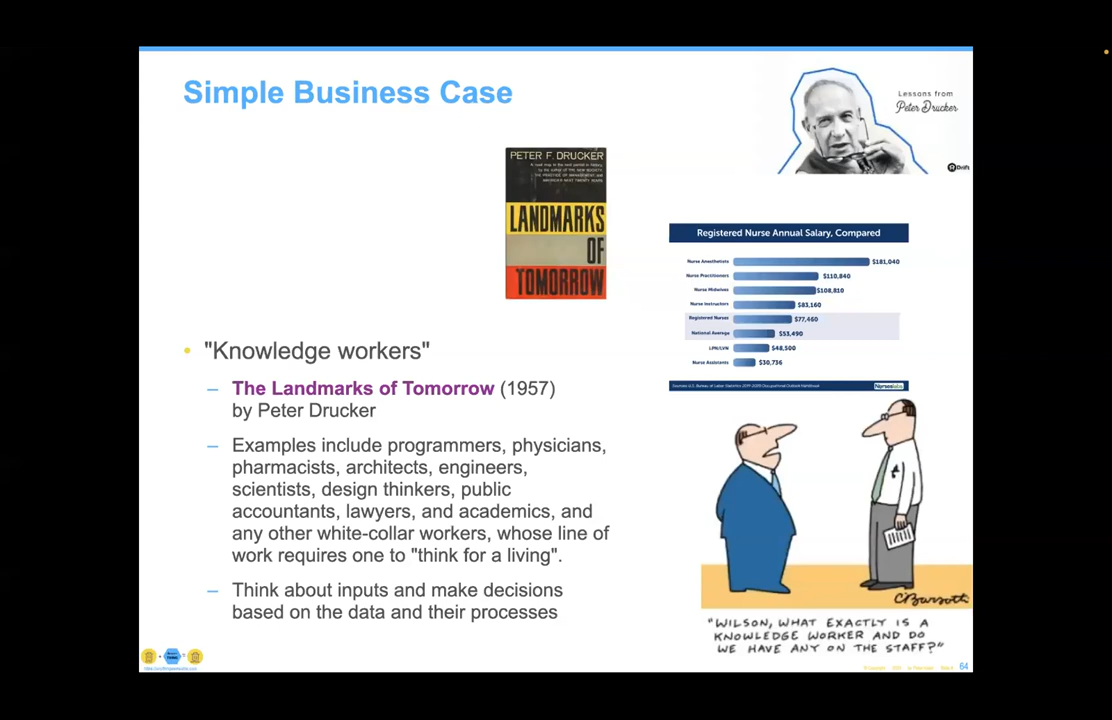 Simple Business Case
Lessons from
Peter Drucker
Drift
PETER F. DRUCKER
LANDMARKS
OF
TOMORROW
Registered Nurse Annual Salary, Compared
Nurse Anesthetists $181,040
Nurse Practitioners $110,840
Nurse Midwives $108,810
Nurse Instructors $83,160
Registered Nurses $77,460
National Average $53,490
LPN/LVN $48,500
Nurse Assistants $30,736
Nurseslabs
• "Knowledge workers"
– The Landmarks of Tomorrow (1957)
by Peter Drucker
– Examples include programmers, physicians,
pharmacists, architects, engineers,
scientists, design thinkers, public
accountants, lawyers, and academics, and
any other white-collar workers, whose line of
work requires one to "think for a living".
– Think about inputs and make decisions
based on the data and their processes
C. Barsotti
"WILSON, WHAT EXACTLY IS A
KNOWLEDGE WORKER AND DO
WE HAVE ANY ON THE STAFF?"
64